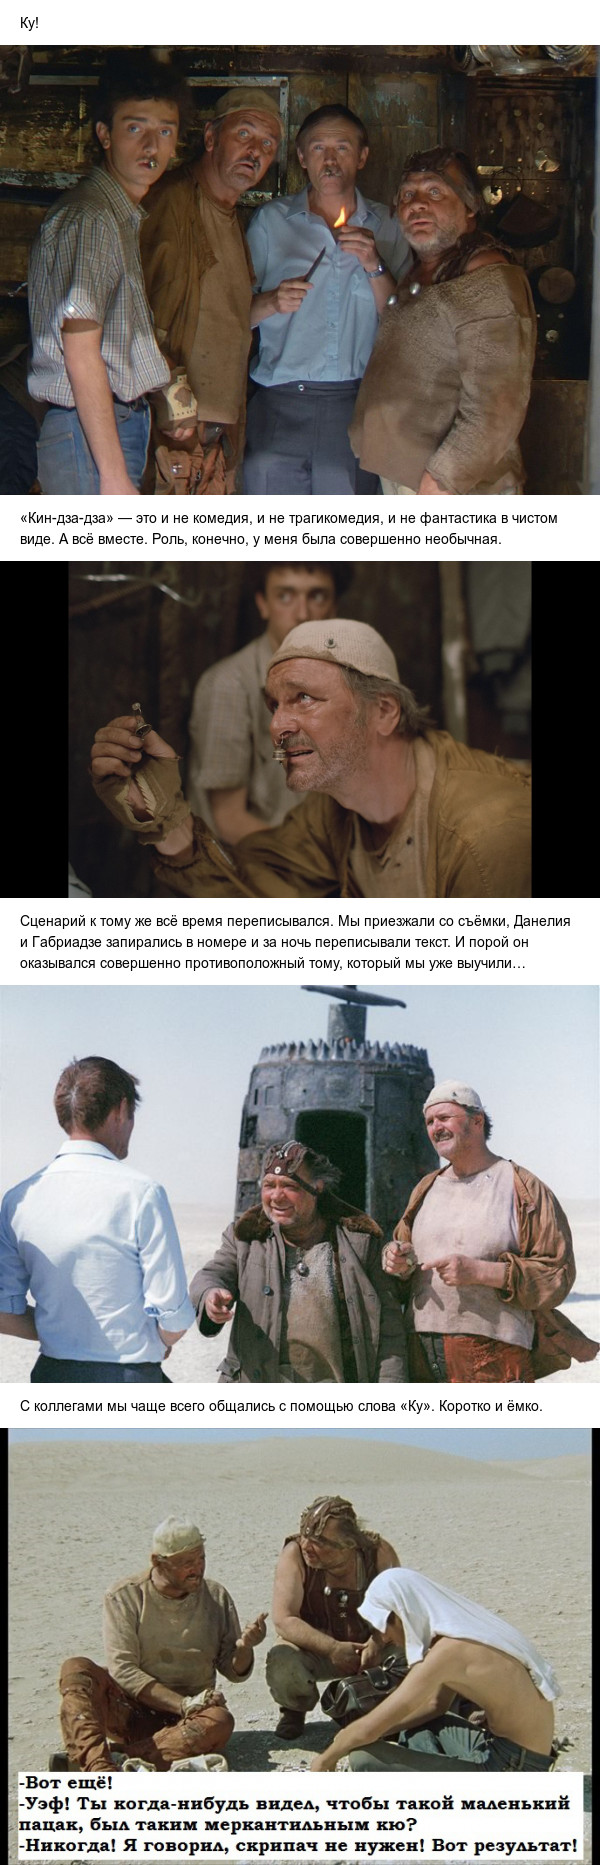 Ку!
«Кин-дза-дза» — это и не комедия, и не трагикомедия, и не фантастика в чистом
виде. А всё вместе. Роль, конечно, у меня была совершенно необычная.
Сценарий к тому же всё время переписывался. Мы приезжали со съёмки, Данелия
и Габриадзе запирались в номере и за ночь переписывали текст. И порой он
оказывался совершенно противоположный тому, который мы уже выучили…
С коллегами мы чаще всего общались с помощью слова «Ку». Коротко и ёмко.
-Вот ещё!
-Уэф! Ты когда-нибудь видел, чтобы такой маленький
пацак, был таким меркантильным кю?
-Никогда! Я говорил, скрипач не нужен! Вот результат!